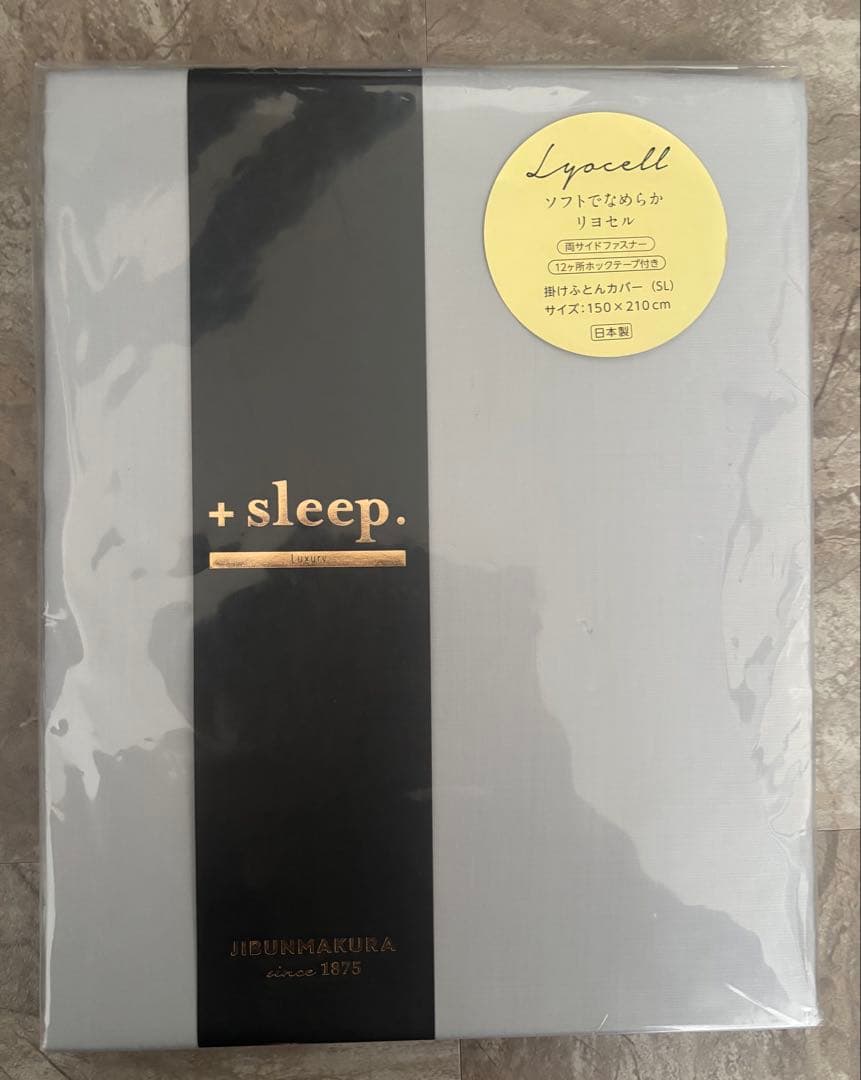 Lyocell
ソフトでなめらか
リヨセル
両サイドファスナー
12ヶ所ホックテープ付き
掛けふとんカバー（SL）
サイズ：150×210cm
日本製
+ sleep.
Luxury
JIBUNMAKURA
since 1875